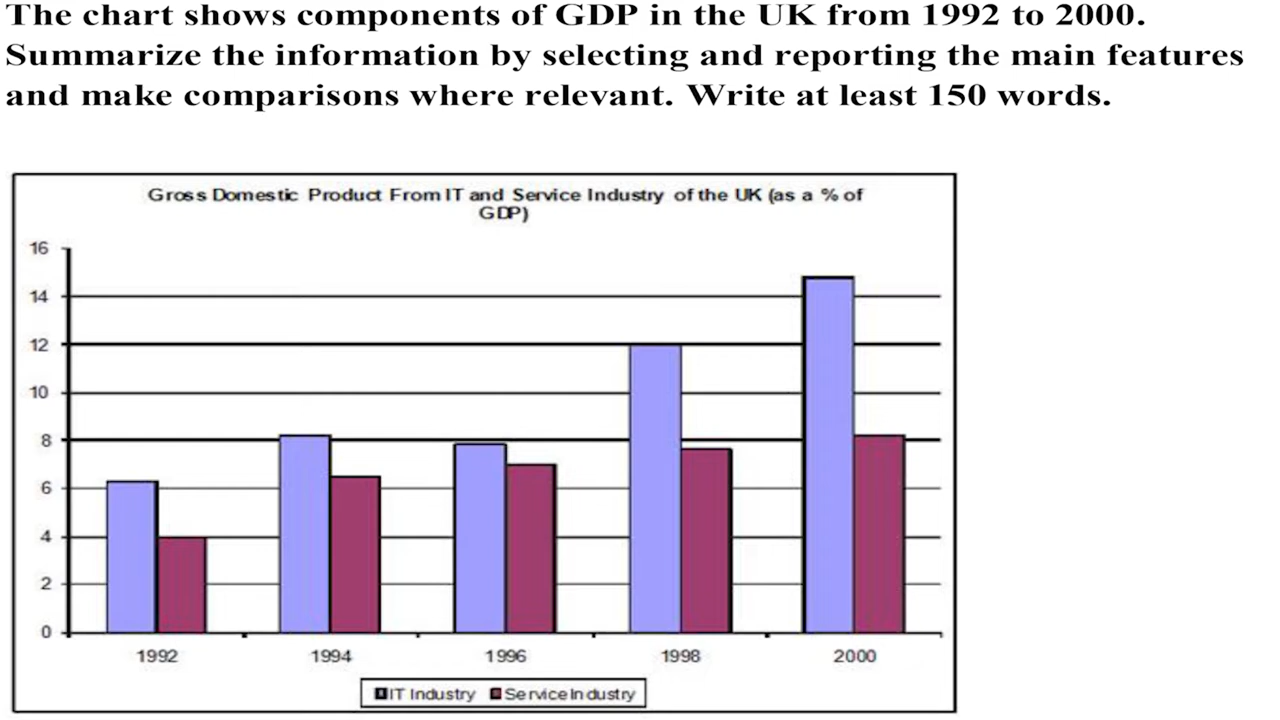 The chart shows components of GDP in the UK from 1992 to 2000.
Summarize the information by selecting and reporting the main features
and make comparisons where relevant. Write at least 150 words.
Gross Domestic Product From IT and Service Industry of the UK (as a % of
GDP)
16
14
12
10
8
6
4
2
0
1992 1994 1996 1998 2000
IT Industry Service Industry